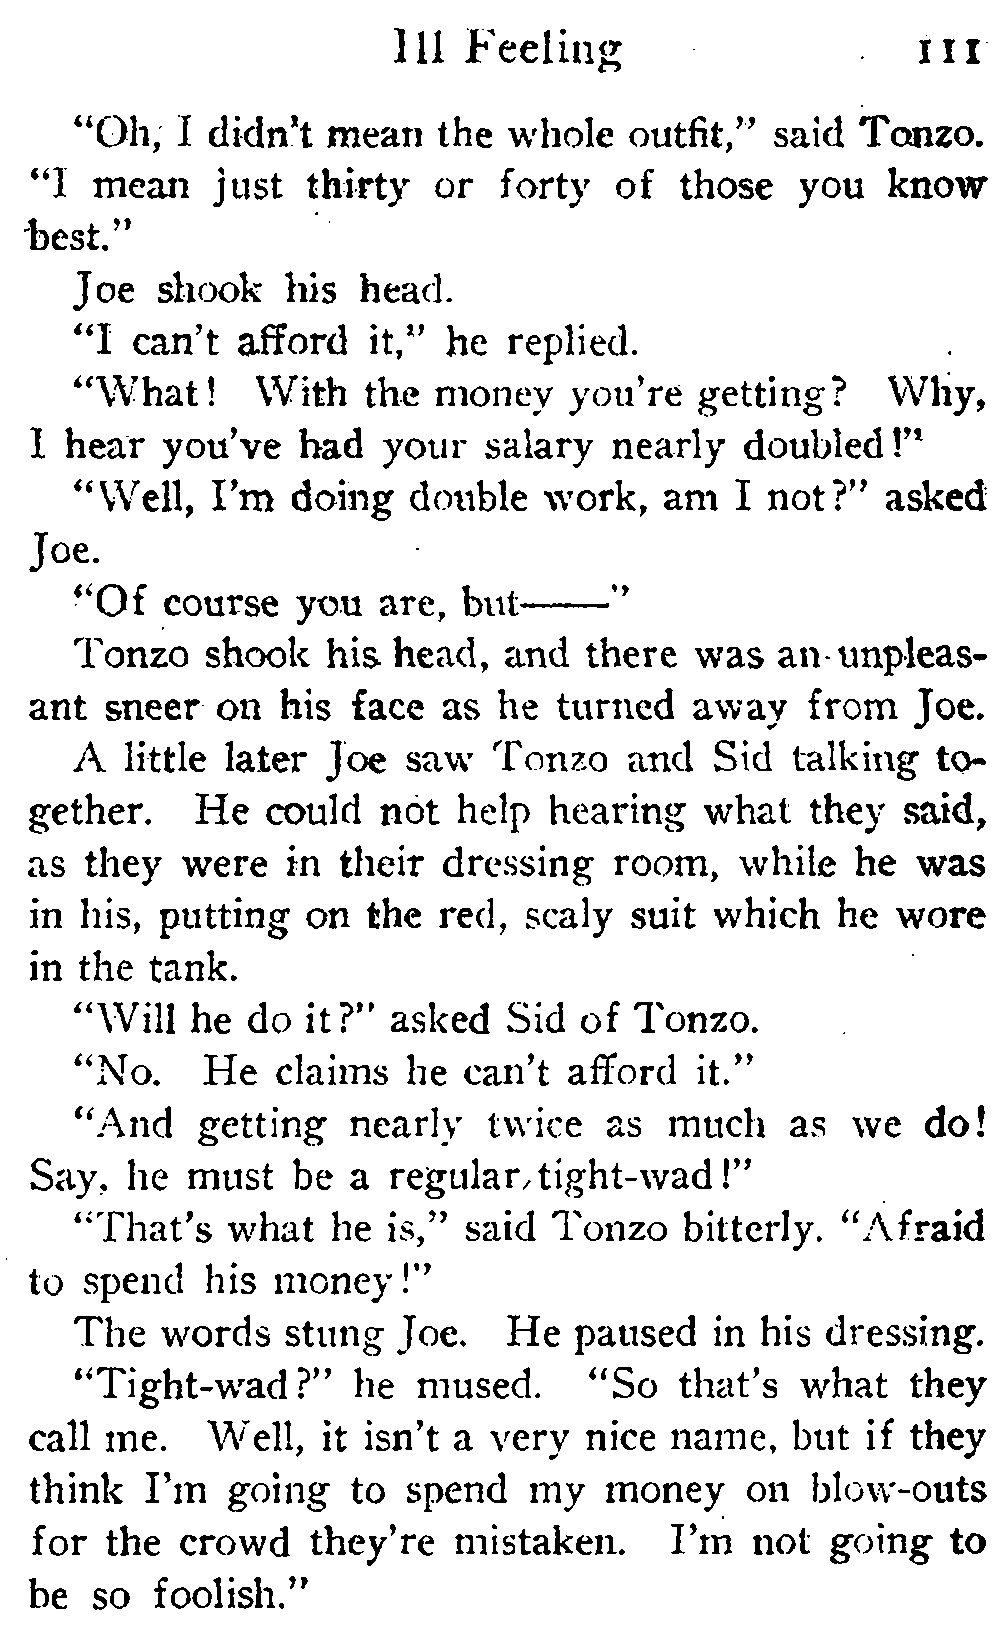 Ill Feeling 111
“Oh, I didn't mean the whole outfit,” said Tonzo.
“I mean just thirty or forty of those you know
best.”
Joe shook his head.
“I can't afford it,” he replied.
“What! With the money you're getting? Why,
I hear you've had your salary nearly doubled!”
“Well, I'm doing double work, am I not?” asked
Joe.
“Of course you are, but——”
Tonzo shook his head, and there was an unpleas-
ant sneer on his face as he turned away from Joe.
A little later Joe saw Tonzo and Sid talking to-
gether. He could not help hearing what they said,
as they were in their dressing room, while he was
in his, putting on the red, scaly suit which he wore
in the tank.
“Will he do it?” asked Sid of Tonzo.
“No. He claims he can't afford it.”
“And getting nearly twice as much as we do!
Say, he must be a regular tight-wad!”
“That's what he is,” said Tonzo bitterly. “Afraid
to spend his money!”
The words stung Joe. He paused in his dressing.
“Tight-wad?” he mused. “So that's what they
call me. Well, it isn't a very nice name, but if they
think I'm going to spend my money on blow-outs
for the crowd they're mistaken. I'm not going to
be so foolish.”